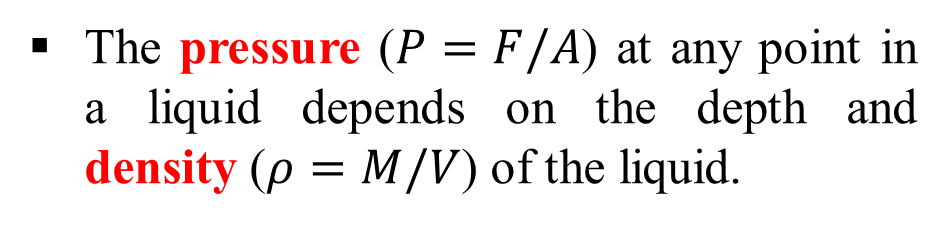 ▪ The pressure (P = F/A) at any point in
a liquid depends on the depth and
density (ρ = M/V) of the liquid.